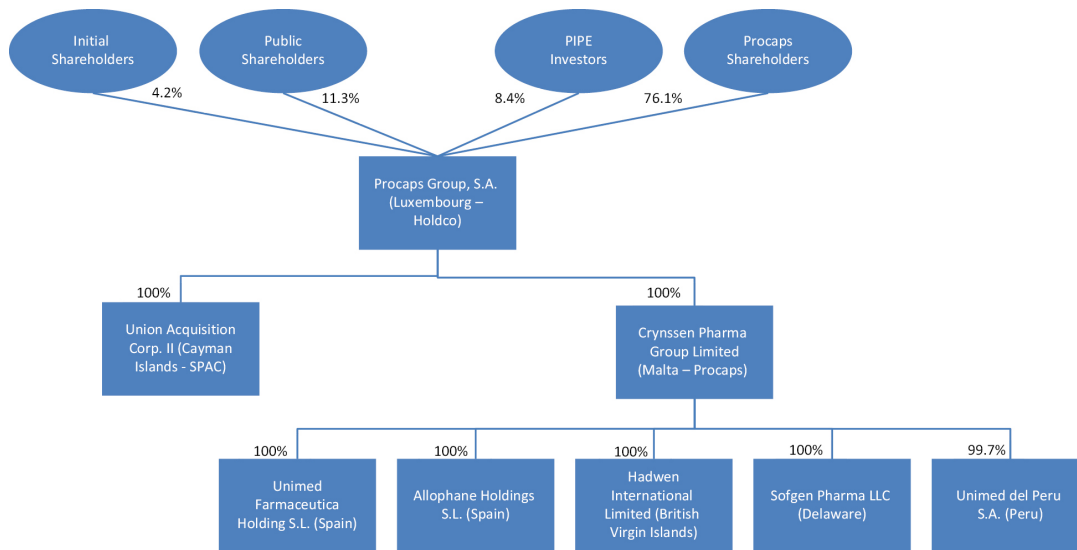 Initial
Shareholders
Public
Shareholders
PIPE
Investors
Procaps
Shareholders
4.2%
11.3%
8.4%
76.1%
Procaps Group, S.A.
(Luxembourg –
Holdco)
100%
100%
Union Acquisition
Corp. II (Cayman
Islands - SPAC)
Crynssen Pharma
Group Limited
(Malta – Procaps)
100%
100%
100%
100%
99.7%
Unimed
Farmaceutica
Holding S.L. (Spain)
Allophane Holdings
S.L. (Spain)
Hadwen
International
Limited (British
Virgin Islands)
Sofgen Pharma LLC
(Delaware)
Unimed del Peru
S.A. (Peru)